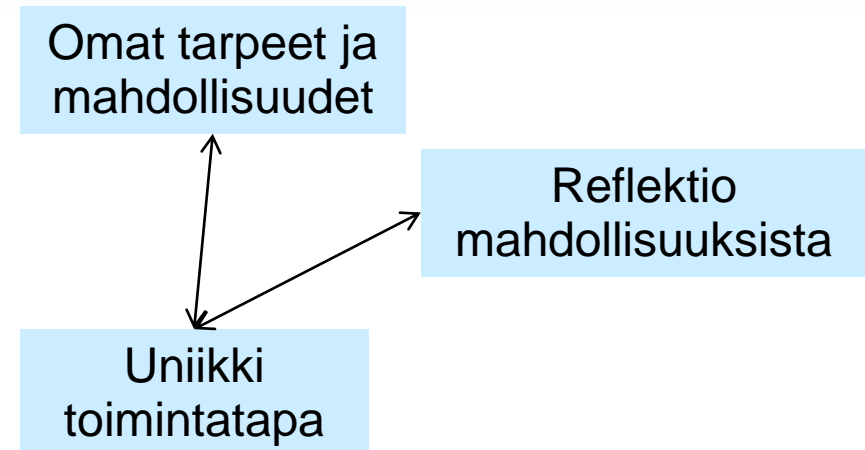 Omat tarpeet ja
mahdollisuudet
Reflektio
mahdollisuuksista
Uniikki
toimintatapa